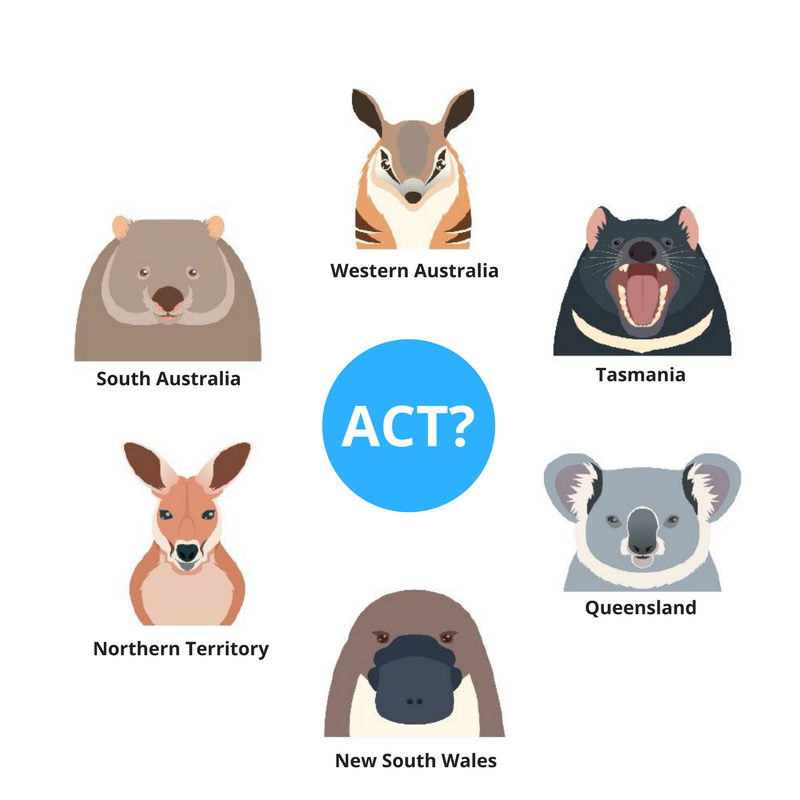 Western Australia
South Australia
Tasmania
ACT?
Northern Territory
Queensland
New South Wales